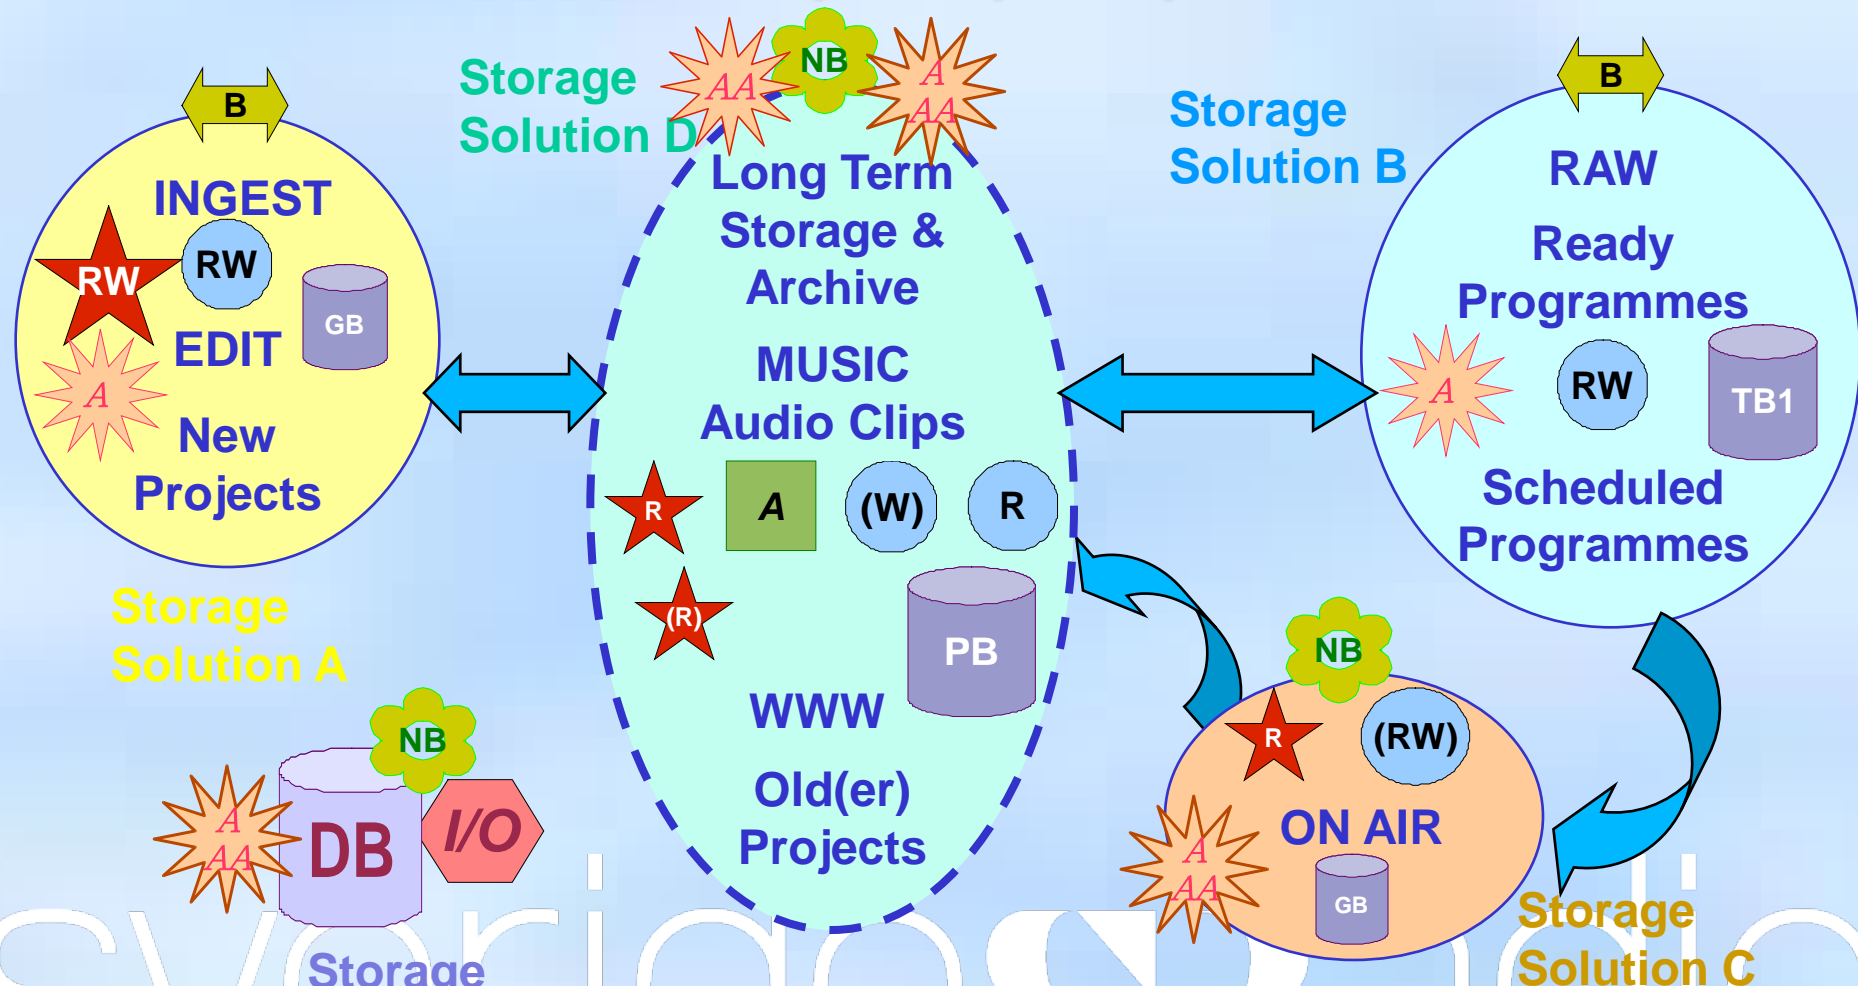 B
INGEST
RW
RW
GB
EDIT
A
New
Projects
Storage
Solution A
Storage
Solution D
AA
NB
A
AA
Long Term
Storage &
Archive
MUSIC
Audio Clips
R
A
(W)
R
(R)
PB
WWW
Old(er)
Projects
Storage
Solution B
B
RAW
Ready
Programmes
A
RW
TB1
Scheduled
Programmes
NB
R
(RW)
ON AIR
A
AA
GB
Storage
Solution C
NB
A
AA
DB
I/O
Storage